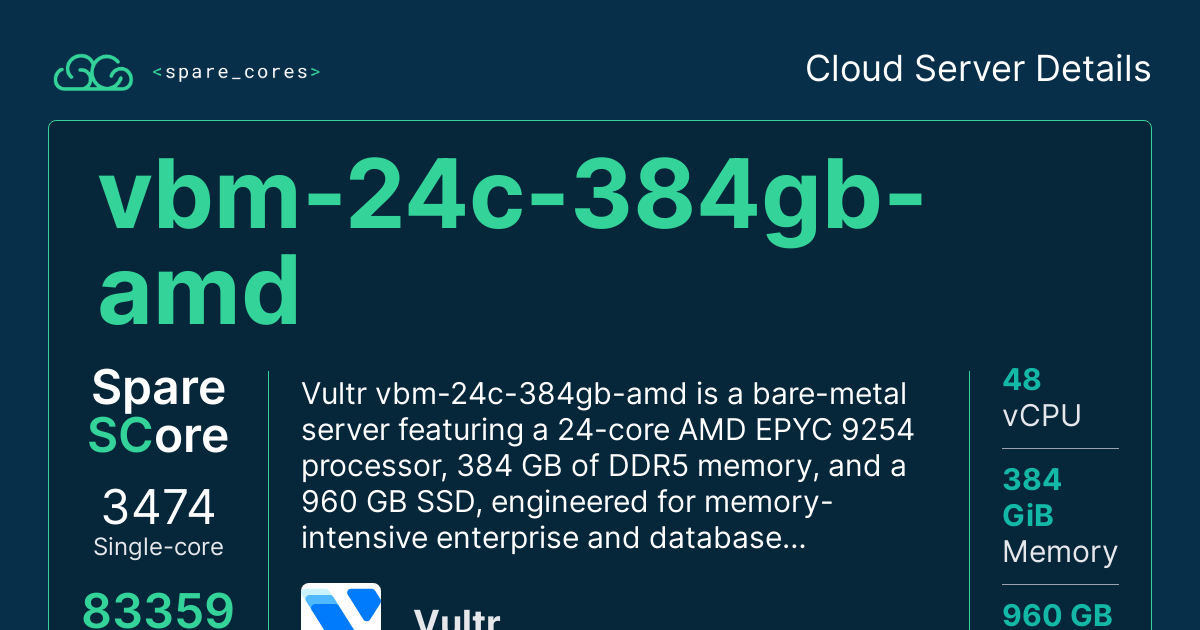 <spare_cores>
Cloud Server Details
vbm-24c-384gb-
amd
Spare
SCore
3474
Single-core
83359
Vultr vbm-24c-384gb-amd is a bare-metal
server featuring a 24-core AMD EPYC 9254
processor, 384 GB of DDR5 memory, and a
960 GB SSD, engineered for memory-
intensive enterprise and database...
Vultr
48
vCPU
384
GiB
Memory
960 GB